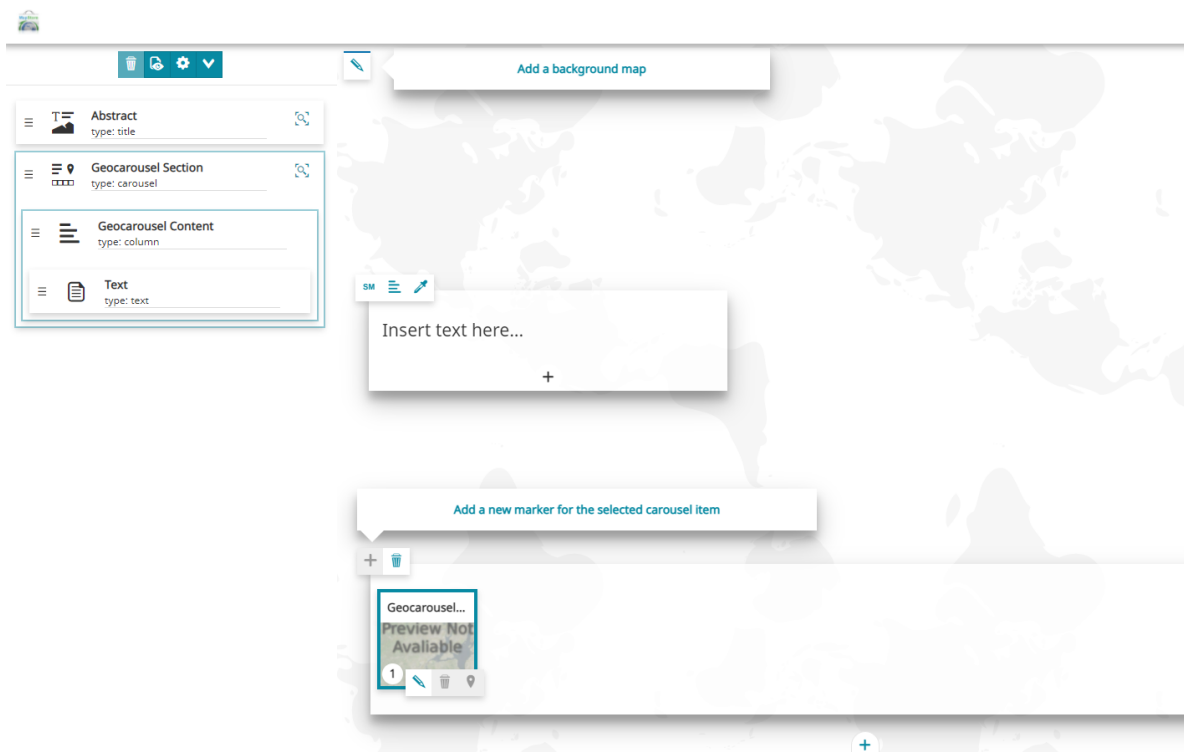 Add a background map
Abstract
type: title
Geocarousel Section
type: carousel
Geocarousel Content
type: column
Text
type: text
SM
Insert text here...
+
Add a new marker for the selected carousel item
+
Geocarousel...
Preview Not
Avaliable
1
+